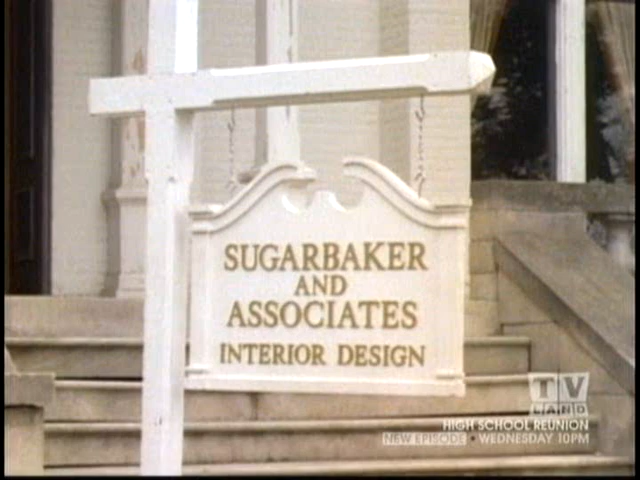 SUGARBAKER
AND
ASSOCIATES
INTERIOR DESIGN
TV
LAND
HIGH SCHOOL REUNION
NEW EPISODE • WEDNESDAY 10PM